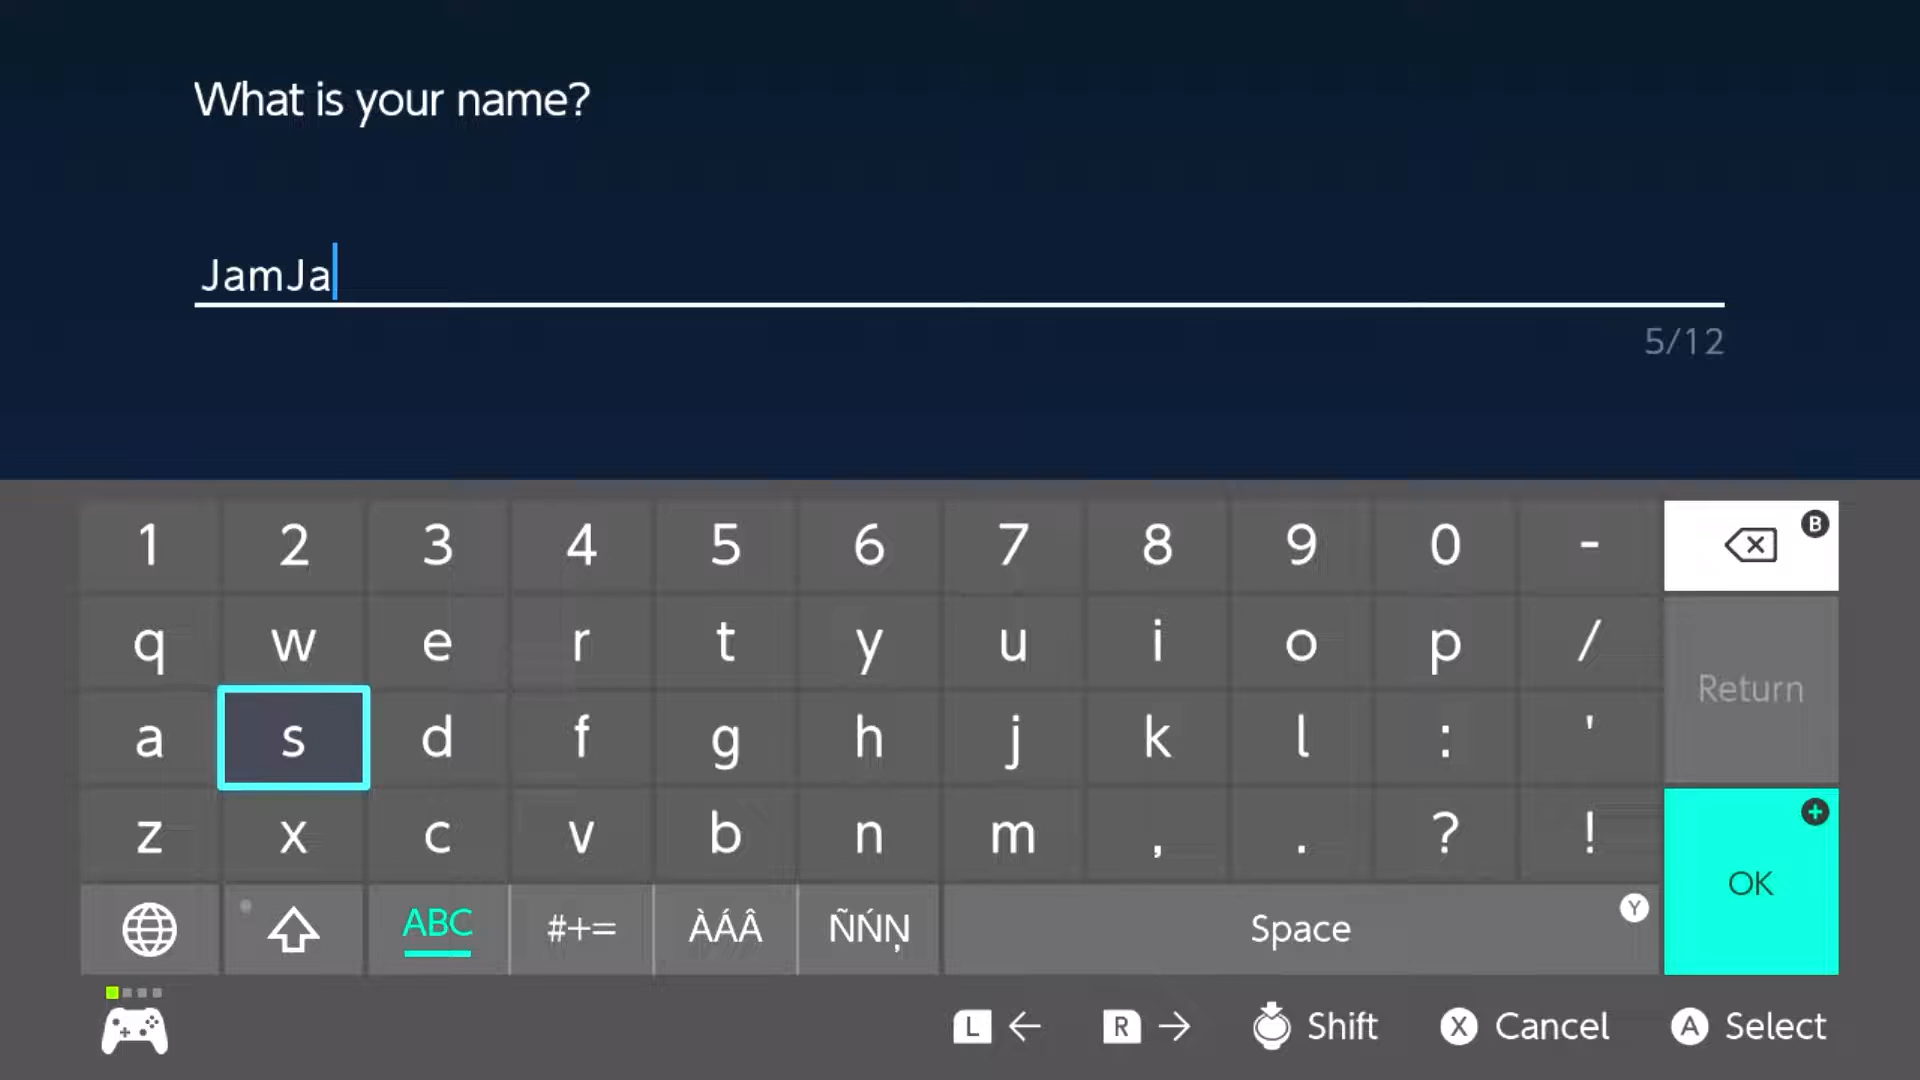 What is your name?
JamJa
5/12
1 2 3 4 5 6 7 8 9 0 -
B
q w e r t y u i o p /
Return
a s d f g h j k l : '
z x c v b n m , . ? !
OK
ABC #+= ÀÁÂ ÑŃŅ Space Y
L ← R → Shift X Cancel A Select